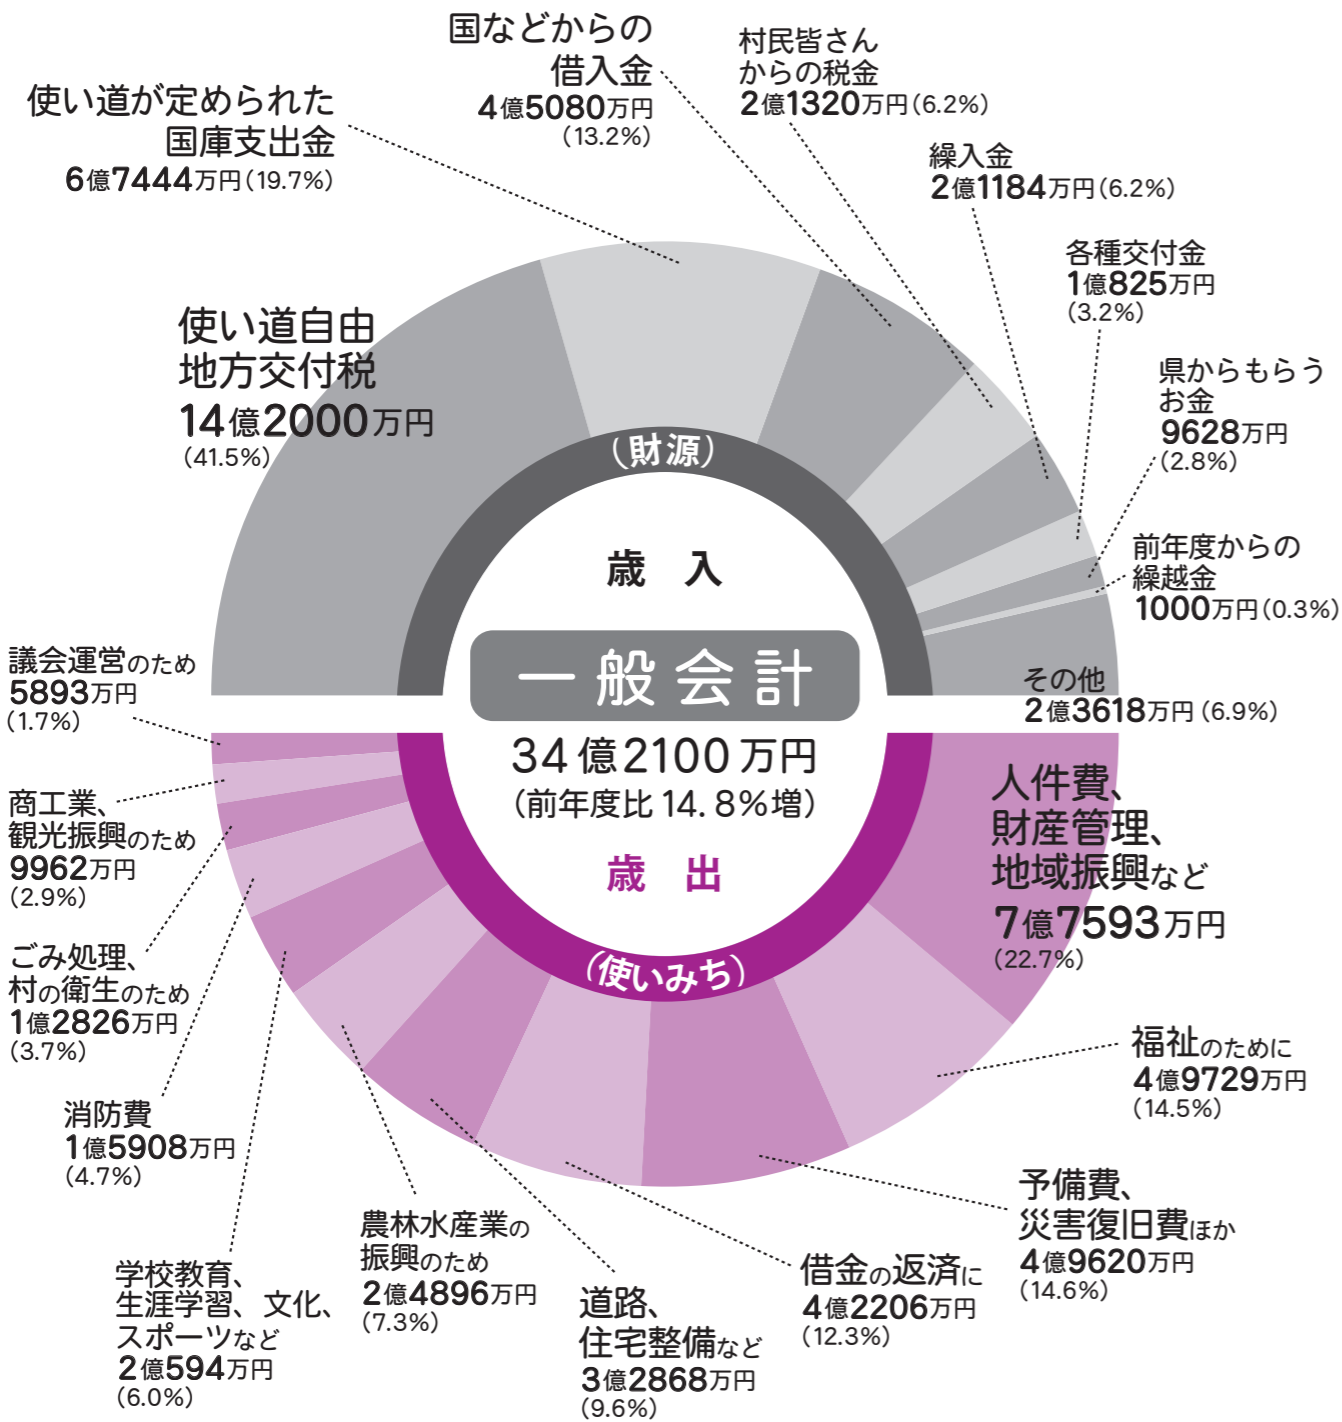 国などからの
借入金
4億5080万円
(13.2%)
村民皆さん
からの税金
2億1320万円(6.2%)
使い道が定められた
国庫支出金
6億7444万円(19.7%)
繰入金
2億1184万円(6.2%)
各種交付金
1億825万円
(3.2%)
使い道自由
地方交付税
14億2000万円
(41.5%)
県からもらう
お金
9628万円
(2.8%)
前年度からの
繰越金
1000万円(0.3%)
その他
2億3618万円(6.9%)
(財源)
歳 入
一般会計
34億2100万円
(前年度比14.8%増)
歳 出
(使いみち)
議会運営のため
5893万円
(1.7%)
商工業、
観光振興のため
9962万円
(2.9%)
ごみ処理、
村の衛生のため
1億2826万円
(3.7%)
消防費
1億5908万円
(4.7%)
学校教育、
生涯学習、文化、
スポーツなど
2億594万円
(6.0%)
農林水産業の
振興のため
2億4896万円
(7.3%)
道路、
住宅整備など
3億2868万円
(9.6%)
借金の返済に
4億2206万円
(12.3%)
予備費、
災害復旧費ほか
4億9620万円
(14.6%)
福祉のために
4億9729万円
(14.5%)
人件費、
財産管理、
地域振興など
7億7593万円
(22.7%)